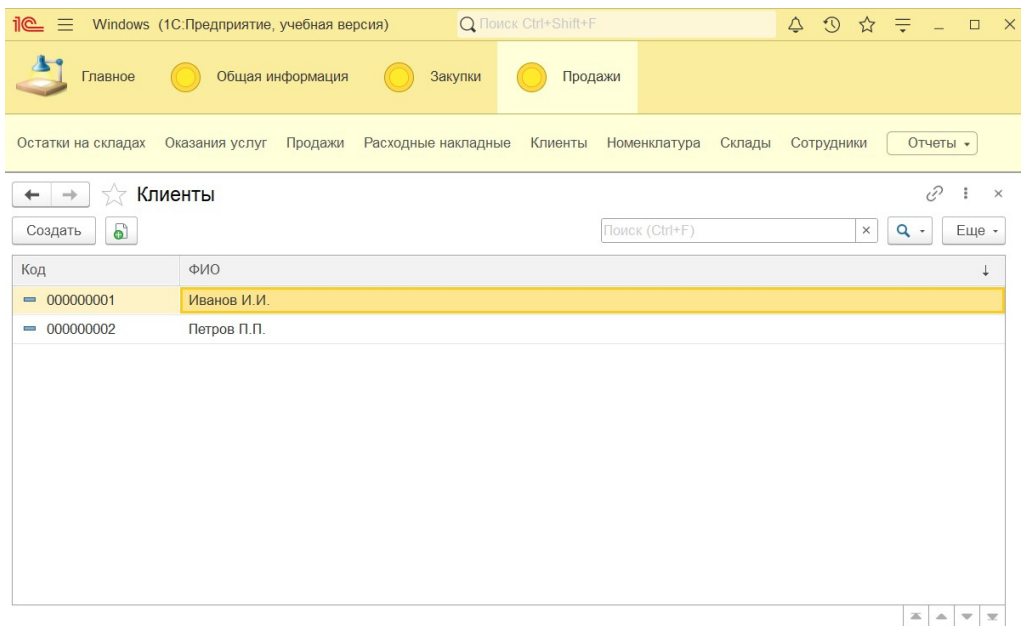 1С Windows (1С:Предприятие, учебная версия) Поиск Ctrl+Shift+F
Главное Общая информация Закупки Продажи
Остатки на складах Оказания услуг Продажи Расходные накладные Клиенты Номенклатура Склады Сотрудники Отчеты
Клиенты
Создать Поиск (Ctrl+F) × Еще
Код ФИО
000000001 Иванов И.И.
000000002 Петров П.П.